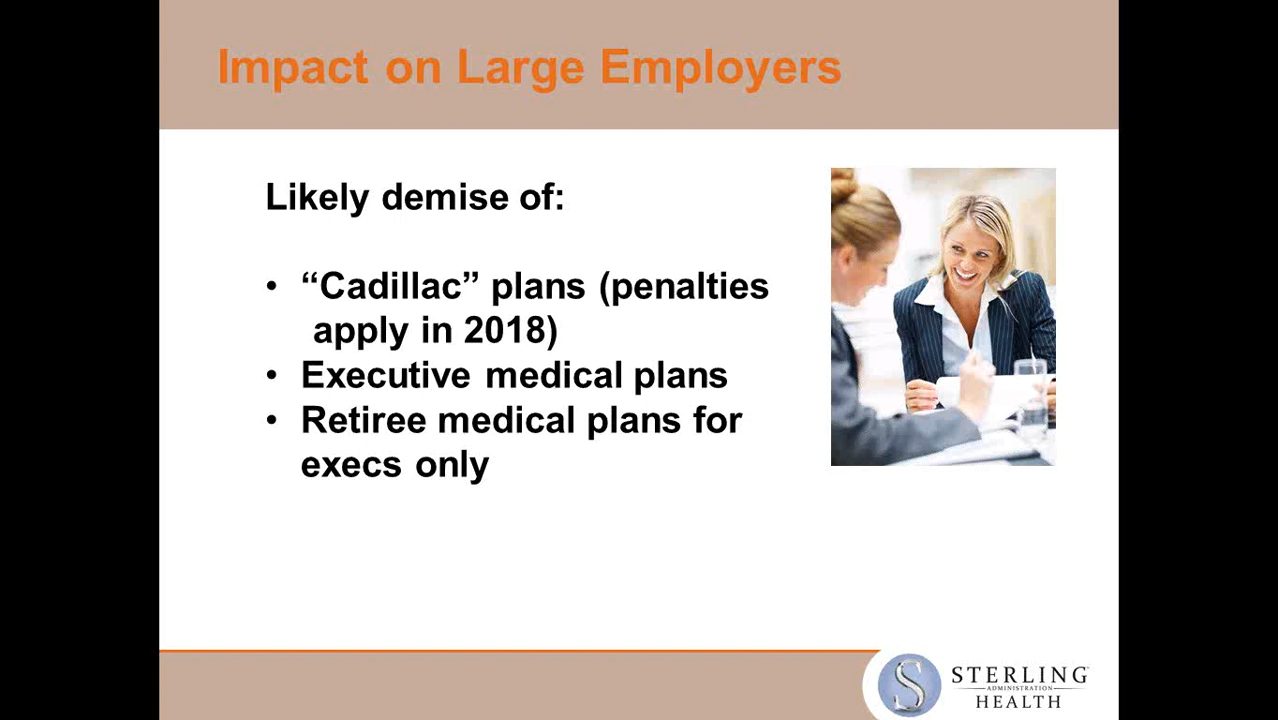 Impact on Large Employers
Likely demise of:
• “Cadillac” plans (penalties
apply in 2018)
• Executive medical plans
• Retiree medical plans for
execs only
S
STERLING
ADMINISTRATION
HEALTH